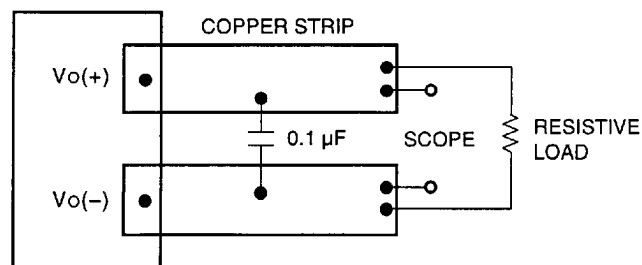 COPPER STRIP
VO(+)
0.1 µF
SCOPE
RESISTIVE
LOAD
VO(−)